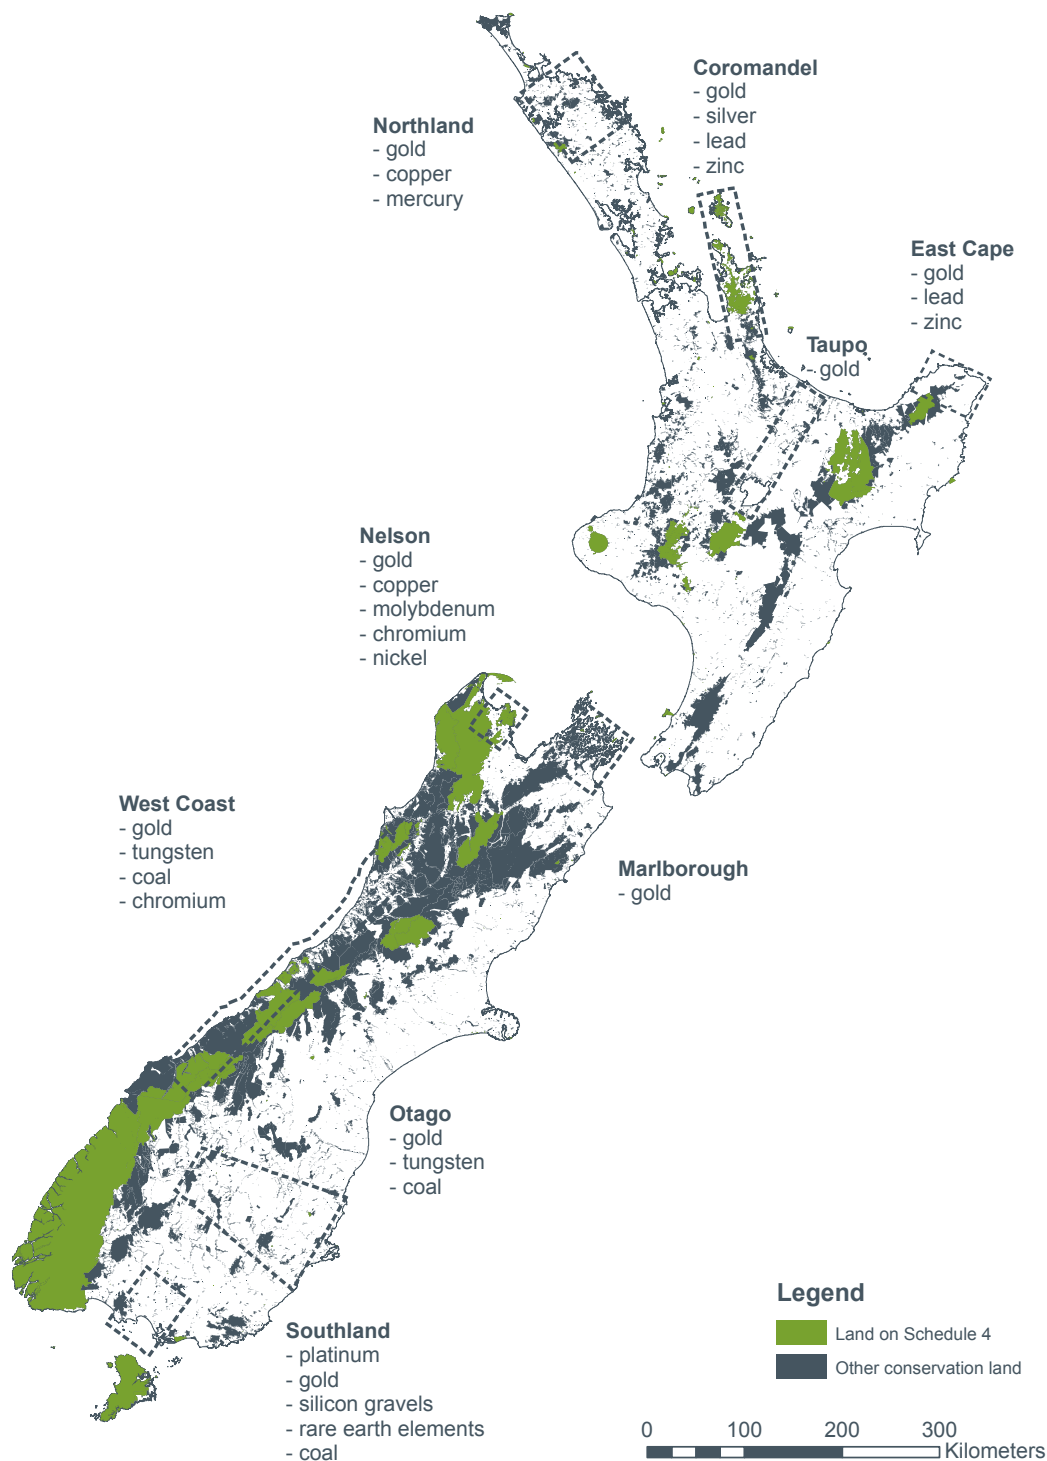 Coromandel
- gold
- silver
- lead
- zinc
Northland
- gold
- copper
- mercury
East Cape
- gold
- lead
- zinc
Taupo
- gold
Nelson
- gold
- copper
- molybdenum
- chromium
- nickel
West Coast
- gold
- tungsten
- coal
- chromium
Marlborough
- gold
Otago
- gold
- tungsten
- coal
Southland
- platinum
- gold
- silicon gravels
- rare earth elements
- coal
Legend
Land on Schedule 4
Other conservation land
0 100 200 300
Kilometers